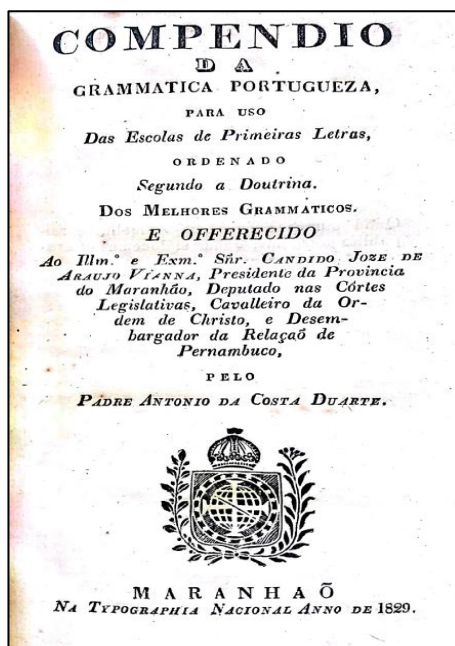 COMPENDIO
DA
GRAMMATICA PORTUGUEZA,
PARA USO
Das Escolas de Primeiras Letras,
ORDENADO
Segundo a Doutrina.
DOS MELHORES GRAMMATICOS.
E OFFERECIDO
Ao Illm.º e Exm.º Sñr. CANDIDO JOZE DE
ARAUJO VIANNA, Presidente da Provincia
do Maranhão, Deputado nas Córtes
Legislativas, Cavalleiro da Or-
dem de Christo, e Desem-
bargador da Relaçaõ de
Pernambuco,
PELO
PADRE ANTONIO DA COSTA DUARTE.
MARANHAÕ
NA TYPOGRAPHIA NACIONAL ANNO DE 1829.